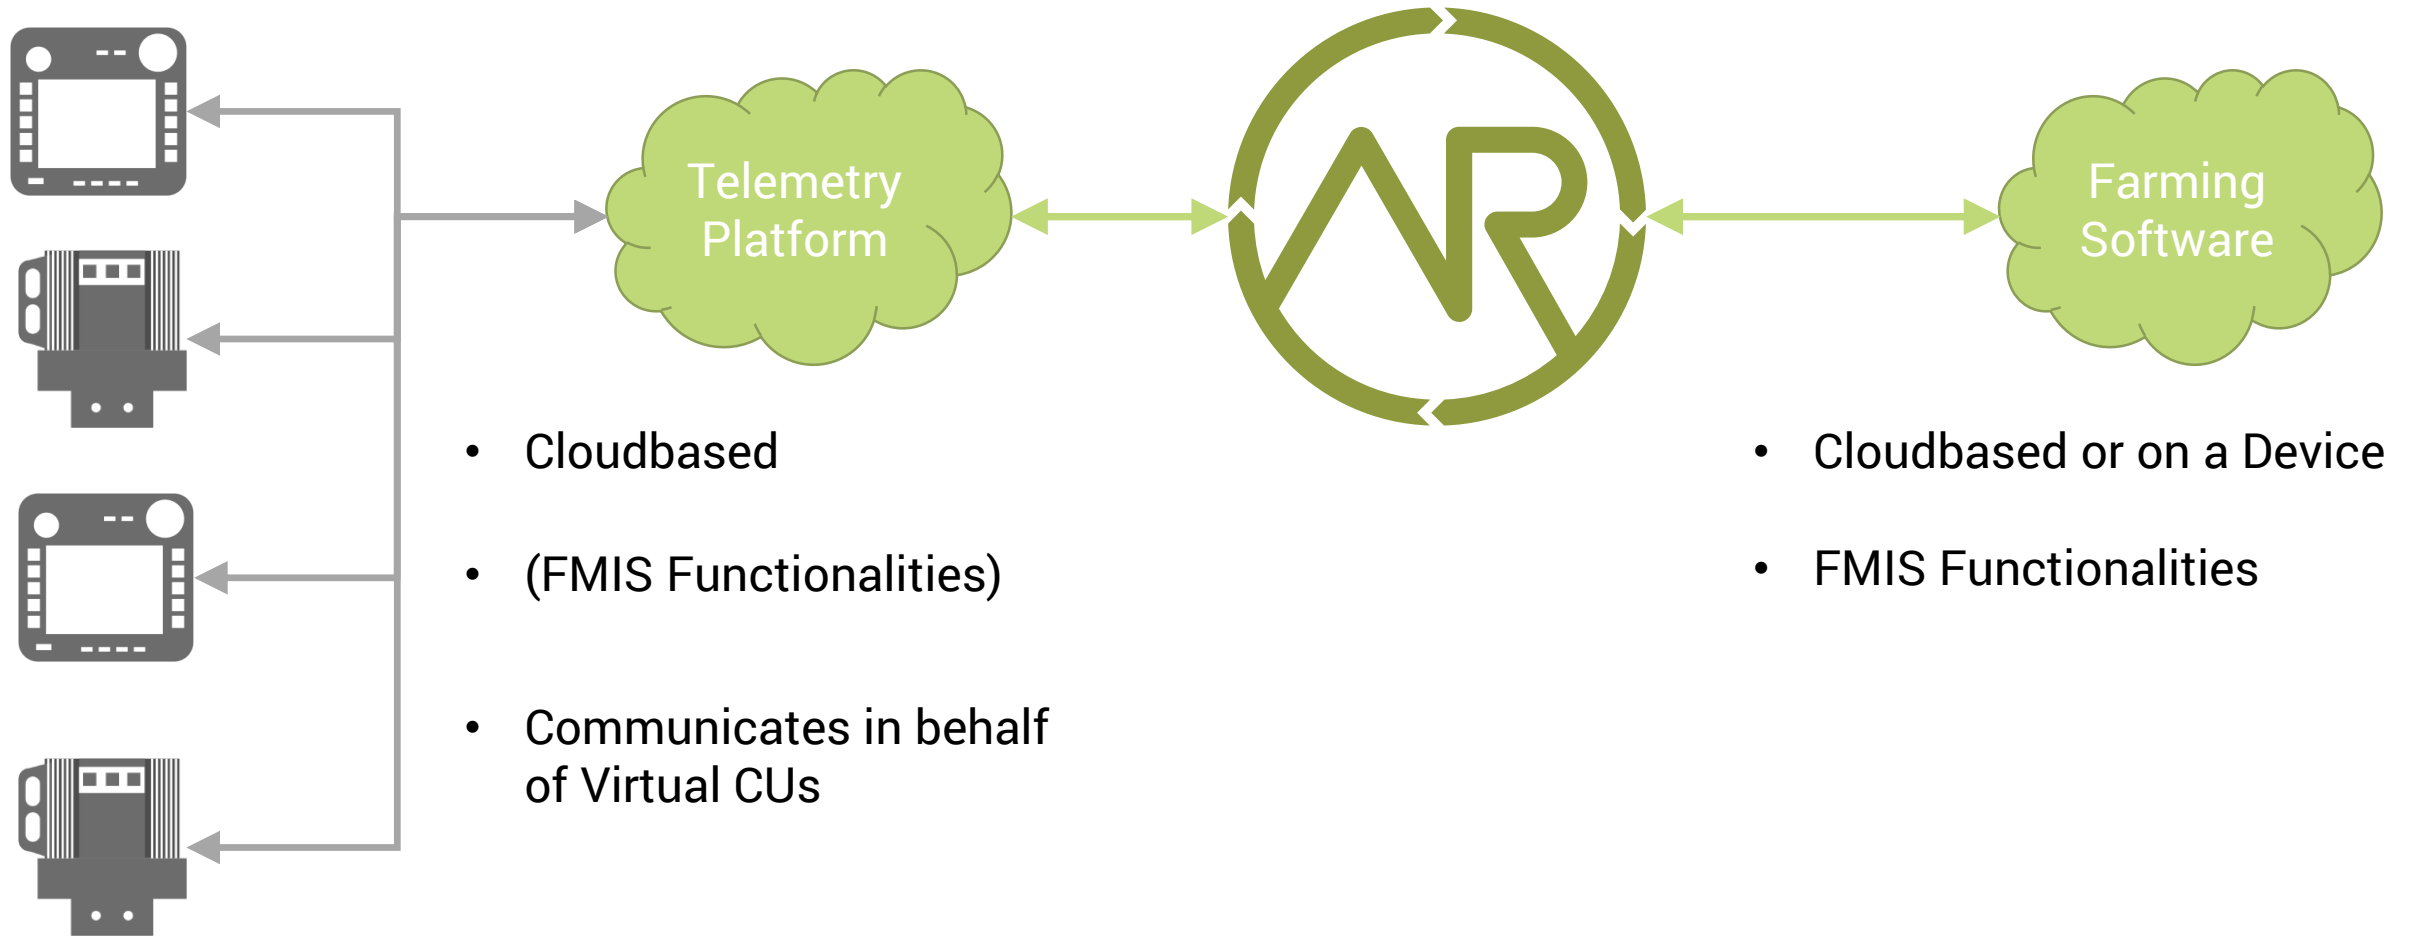 Telemetry
Platform
AR
Farming
Software
• Cloudbased
• (FMIS Functionalities)
• Communicates in behalf
of Virtual CUs
• Cloudbased or on a Device
• FMIS Functionalities